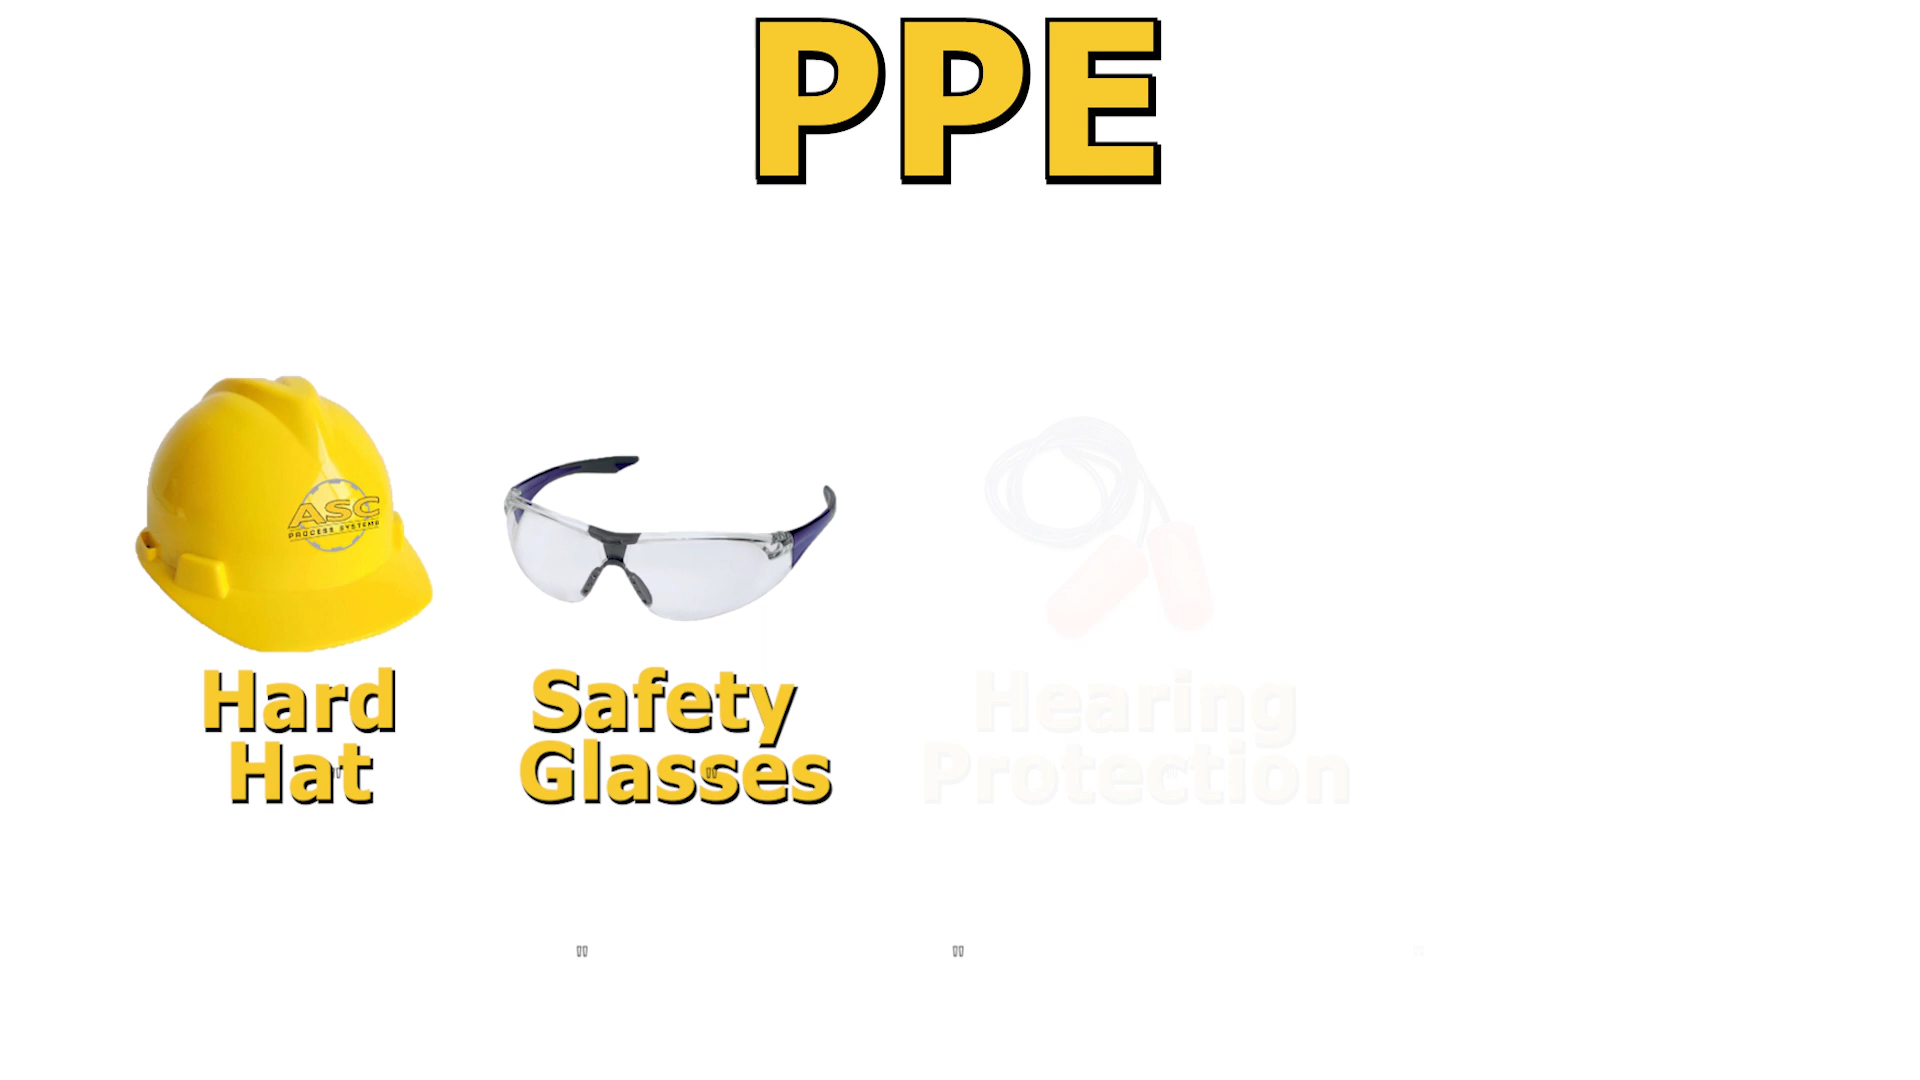 PPE
ASC
PROCESS SYSTEMS
Hard
Hat
Safety
Glasses
Hearing
Protection
"
"